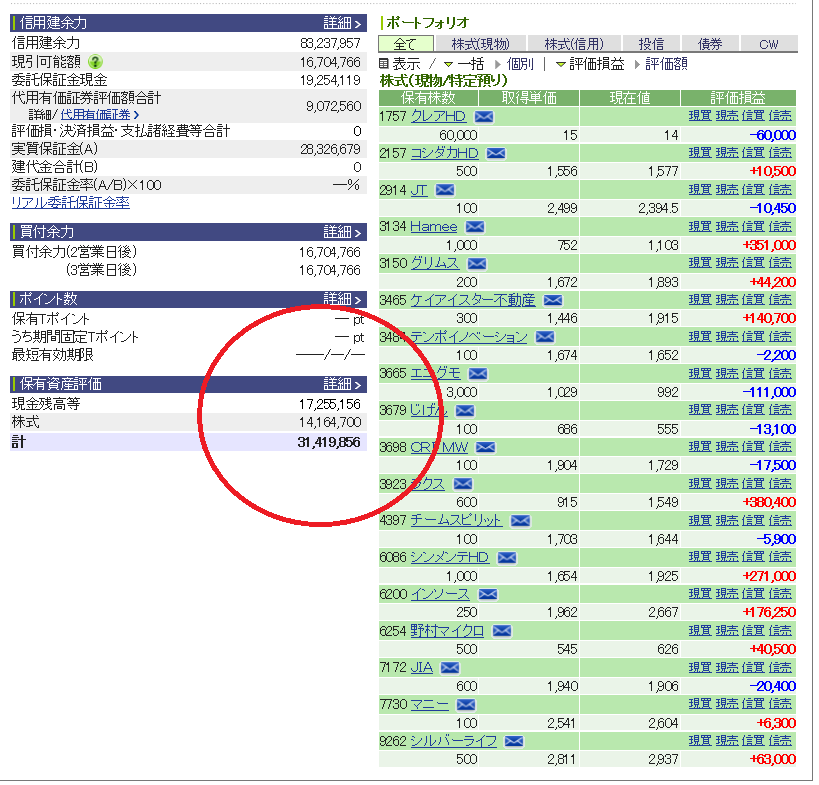 信用建余力 詳細>
信用建余力 83,237,957
現引可能額 ? 16,704,766
委託保証金現金 19,254,119
代用有価証券評価額合計 9,072,560
詳細/代用有価証券>
評価損・決済損益・支払諸経費等合計 0
実質保証金(A) 28,326,679
建代金合計(B) 0
委託保証金率(A/B)×100 ―%
リアル委託保証金率
買付余力 詳細>
買付余力(2営業日後) 16,704,766
(3営業日後) 16,704,766
ポイント数 詳細>
保有Tポイント ― pt
うち期間固定Tポイント ― pt
最短有効期限 ――/―/―
保有資産評価 詳細>
現金残高等 17,255,156
株式 14,164,700
計 31,419,856
ポートフォリオ
全て 株式(現物) 株式(信用) 投信 債券 CW
表示 / 一括 個別 | 評価損益 評価額
株式(現物/特定預り)
保有株数 取得単価 現在値 評価損益
1757 クレアHD 現買 現売 信買 信売
60,000 15 14 -60,000
2157 コシダカHD 現買 現売 信買 信売
500 1,556 1,577 +10,500
2914 JT 現買 現売 信買 信売
100 2,499 2,394.5 -10,450
3134 Hamee 現買 現売 信買 信売
1,000 752 1,103 +351,000
3150 グリムス 現買 現売 信買 信売
200 1,672 1,893 +44,200
3465 ケイアイスター不動産 現買 現売 信買 信売
300 1,446 1,915 +140,700
3484 テンポイノベーション 現買 現売 信買 信売
100 1,674 1,652 -2,200
3665 エニグモ 現買 現売 信買 信売
3,000 1,029 992 -111,000
3679 じげん 現買 現売 信買 信売
100 686 555 -13,100
3698 CRI MW 現買 現売 信買 信売
100 1,904 1,729 -17,500
3923 ラクス 現買 現売 信買 信売
600 915 1,549 +380,400
4397 チームスピリット 現買 現売 信買 信売
100 1,703 1,644 -5,900
6086 シンメンテHD 現買 現売 信買 信売
1,000 1,654 1,925 +271,000
6200 インソース 現買 現売 信買 信売
250 1,962 2,667 +176,250
6254 野村マイクロ 現買 現売 信買 信売
500 545 626 +40,500
7172 JIA 現買 現売 信買 信売
600 1,940 1,906 -20,400
7730 マニー 現買 現売 信買 信売
100 2,541 2,604 +6,300
9262 シルバーライフ 現買 現売 信買 信売
500 2,811 2,937 +63,000